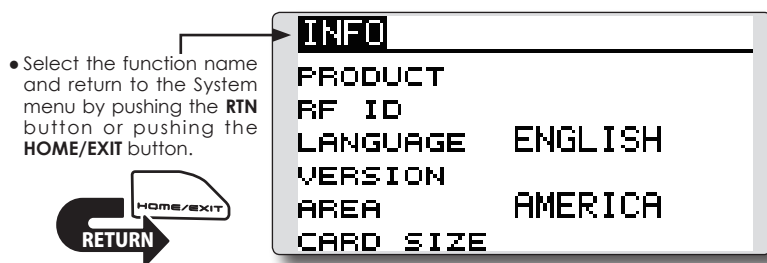 ● Select the function name
and return to the System
menu by pushing the RTN
button or pushing the
HOME/EXIT button.
HOME/EXIT
RETURN
INFO
PRODUCT
RF ID
LANGUAGE ENGLISH
VERSION
AREA AMERICA
CARD SIZE